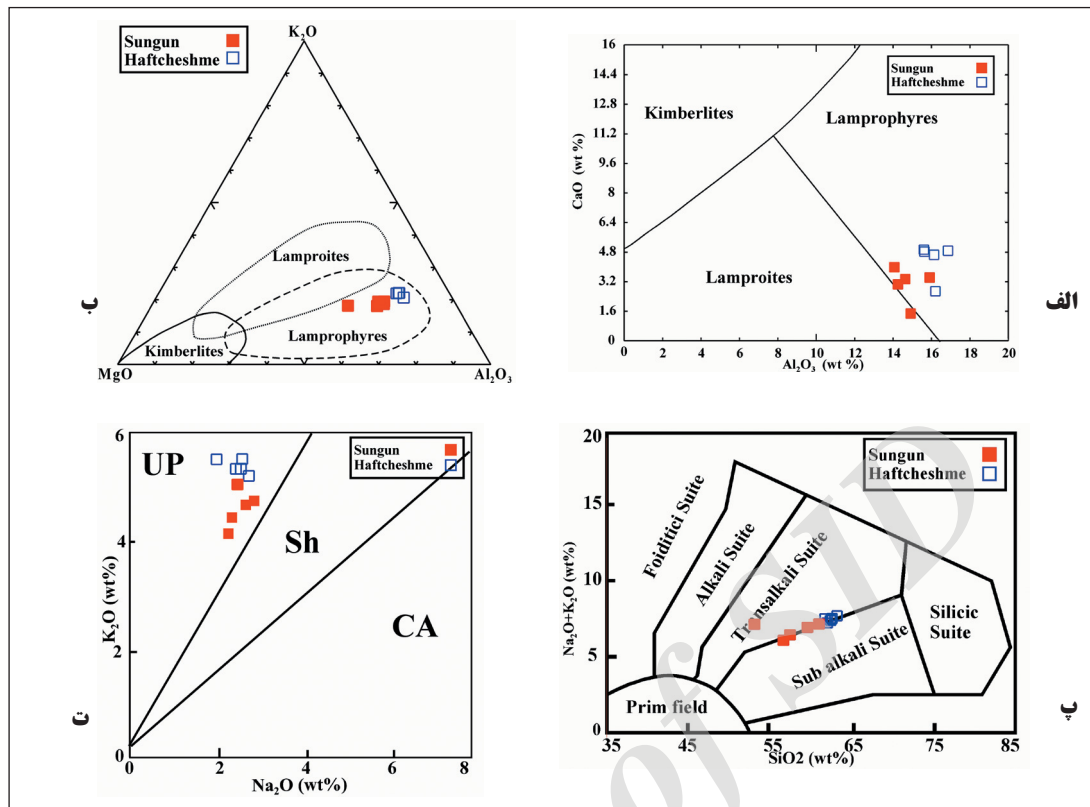 K₂O
Sungun
Haftcheshme
Lamproites
Lamprophyres
Kimberlites
MgO
Al₂O₃
ب
16
14.4
12.8
11.2
9.6
8
6.4
4.8
3.2
1.6
0
CaO (wt %)
Sungun
Haftcheshme
Kimberlites
Lamprophyres
Lamproites
0 2 4 6 8 10 12 14 16 18 20
Al₂O₃ (wt %)
الف
6
4
2
0
K₂O (wt%)
UP
Sh
CA
Sungun
Haftcheshme
0 2 4 6 8
Na₂O (wt%)
ت
20
15
10
5
0
Na₂O+K₂O (wt%)
Sungun
Haftcheshme
Foiditici Suite
Alkali Suite
Transalkali Suite
Sub alkali Suite
Silicic
Suite
Prim field
35 45 55 65 75 85
SiO2 (wt%)
پ
of SID